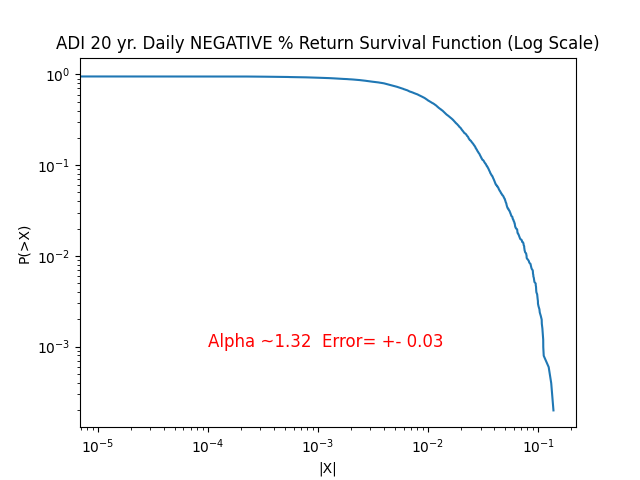 ADI 20 yr. Daily NEGATIVE % Return Survival Function (Log Scale)
10⁰
10⁻¹
10⁻²
10⁻³
P(>X)
Alpha ~1.32  Error= +- 0.03
10⁻⁵ 10⁻⁴ 10⁻³ 10⁻² 10⁻¹
|X|